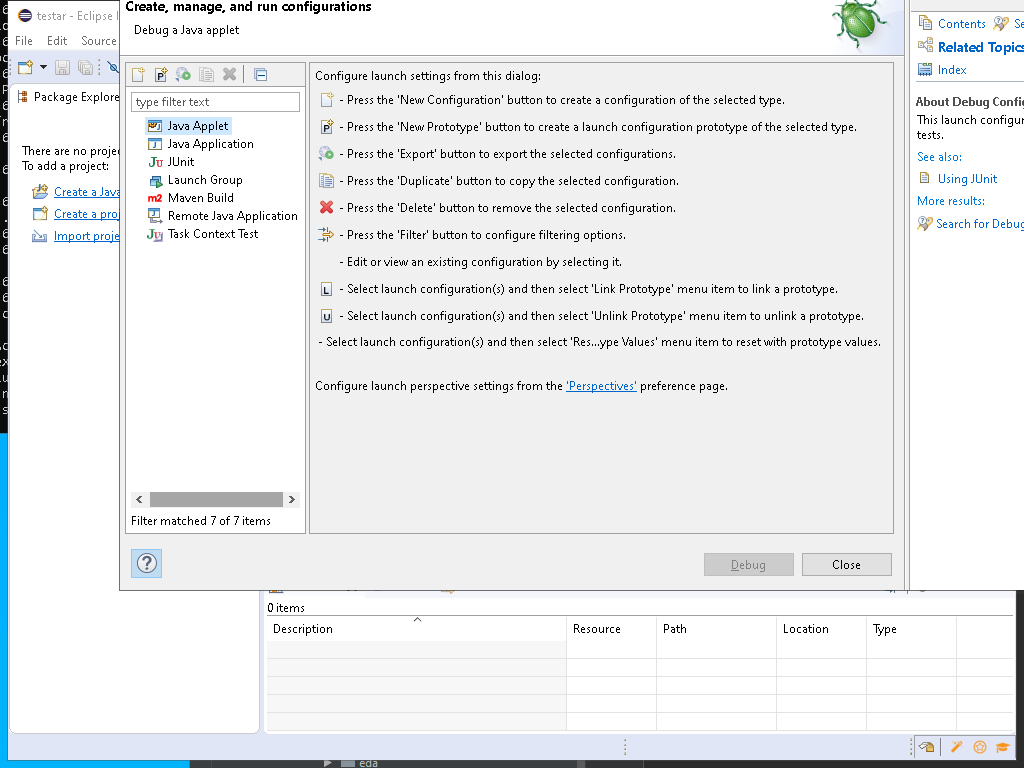 Create, manage, and run configurations
Debug a Java applet
testar - Eclipse I
File Edit Source
Package Explore
There are no proje
To add a project:
Create a Java
Create a proj
Import proje
type filter text
Java Applet
Java Application
JUnit
Launch Group
Maven Build
Remote Java Application
Task Context Test
Filter matched 7 of 7 items
Configure launch settings from this dialog:
- Press the 'New Configuration' button to create a configuration of the selected type.
- Press the 'New Prototype' button to create a launch configuration prototype of the selected type.
- Press the 'Export' button to export the selected configurations.
- Press the 'Duplicate' button to copy the selected configuration.
- Press the 'Delete' button to remove the selected configuration.
- Press the 'Filter' button to configure filtering options.
- Edit or view an existing configuration by selecting it.
- Select launch configuration(s) and then select 'Link Prototype' menu item to link a prototype.
- Select launch configuration(s) and then select 'Unlink Prototype' menu item to unlink a prototype.
- Select launch configuration(s) and then select 'Res...ype Values' menu item to reset with prototype values.
Configure launch perspective settings from the 'Perspectives' preference page.
Debug Close
Contents Se
Related Topics
Index
About Debug Config
This launch configur
tests.
See also:
Using JUnit
More results:
Search for Debug
0 items
Description Resource Path Location Type
eda